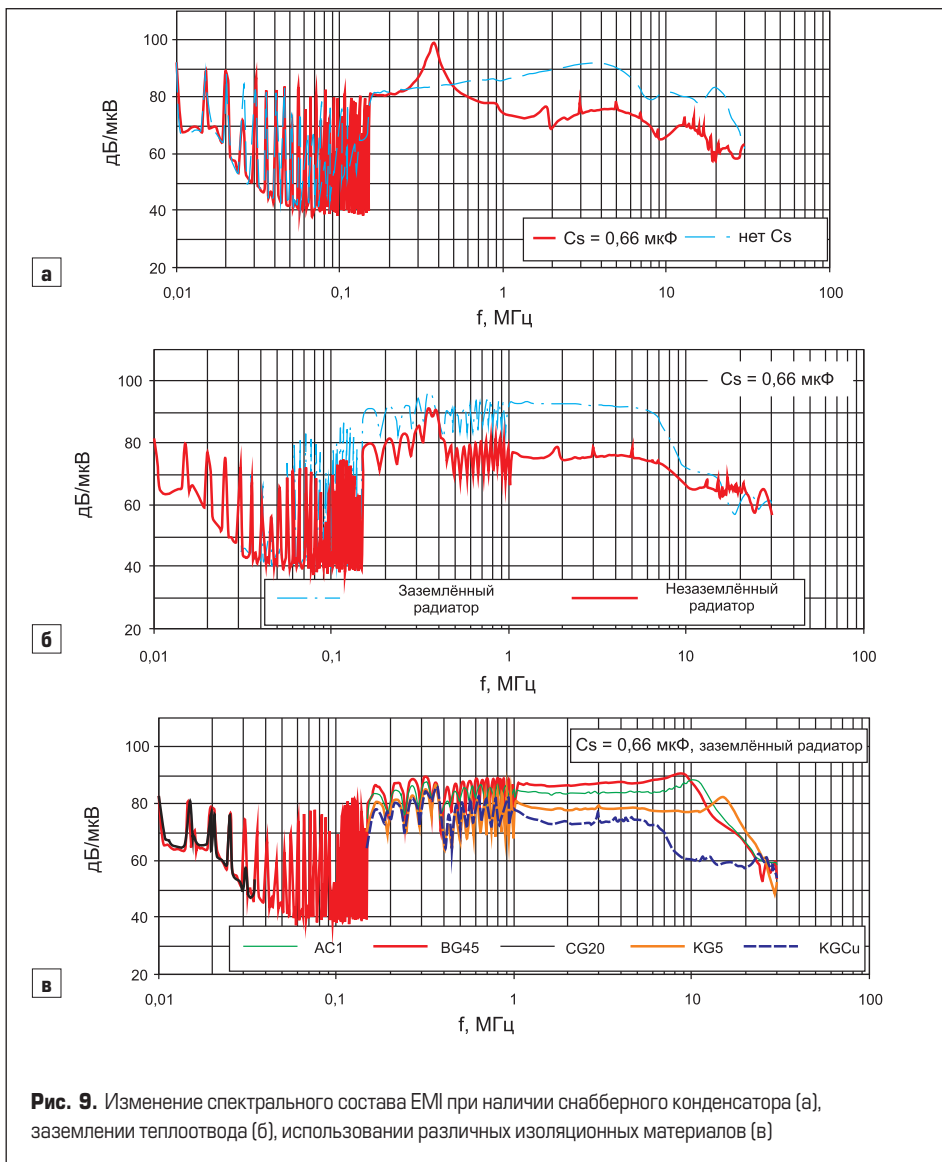 100
80
60
40
20
дБ/мкВ
Cs = 0,66 мкФ
нет Cs
а
0,01
0,1
1
10
100
f, МГц
100
80
60
40
20
дБ/мкВ
Cs = 0,66 мкФ
Заземлённый
радиатор
Незаземлённый
радиатор
б
0,01
0,1
1
10
100
f, МГц
100
80
60
40
20
дБ/мкВ
Cs = 0,66 мкФ, заземлённый радиатор
AC1
BG45
CG20
KG5
KGCu
в
0,01
0,1
1
10
100
f, МГц
Рис. 9. Изменение спектрального состава EMI при наличии снабберного конденсатора (а),
заземлении теплоотвода (б), использовании различных изоляционных материалов (в)